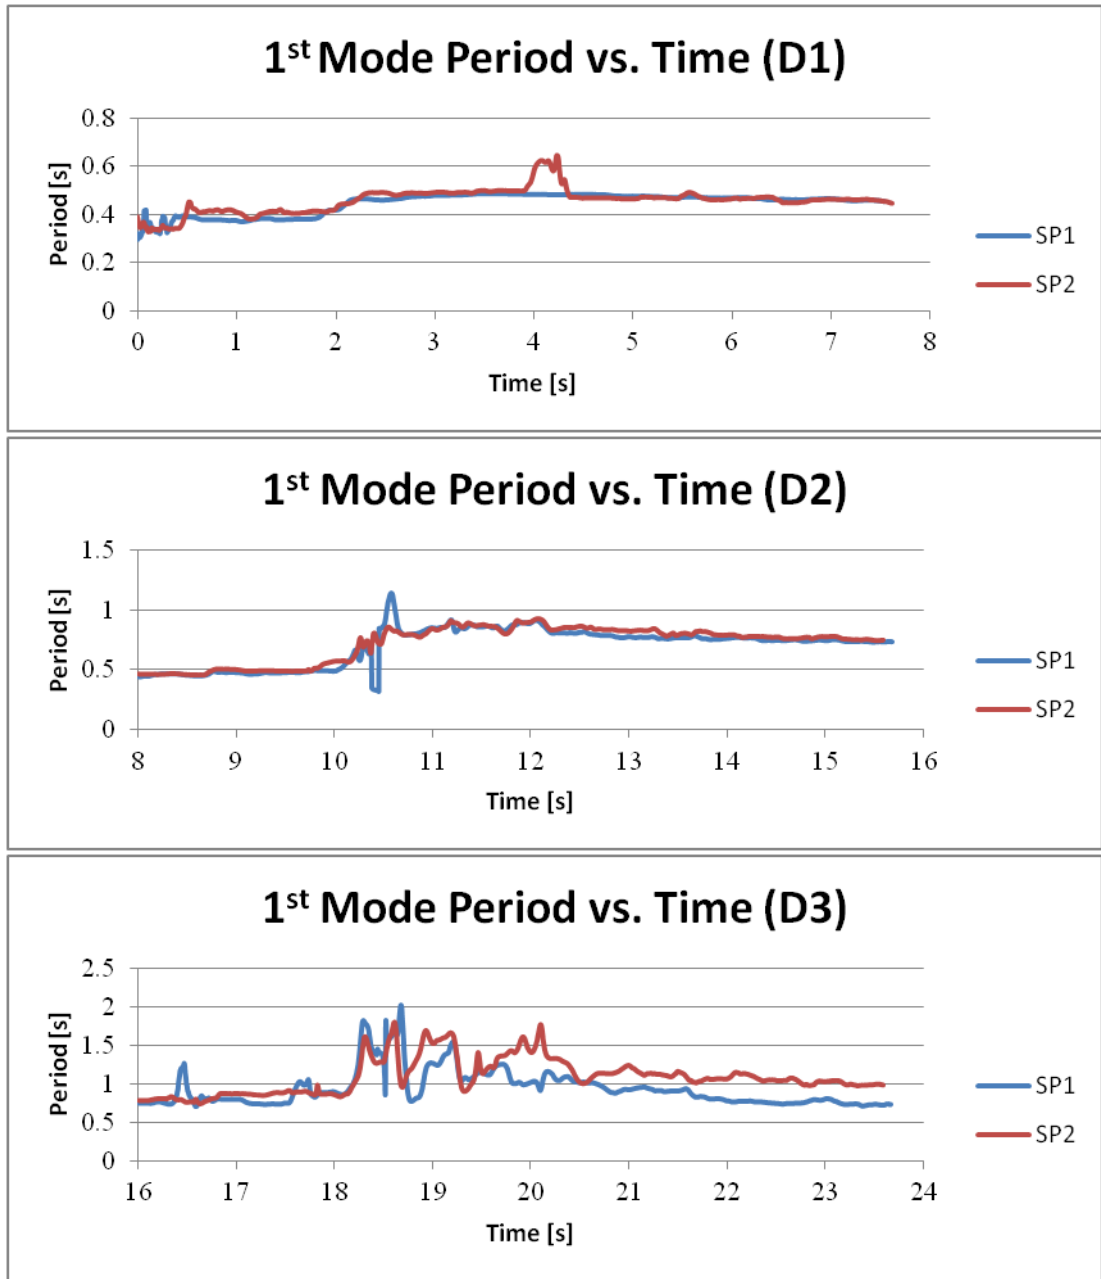 1st Mode Period vs. Time (D1)
Period [s]
0.8
0.6
0.4
0.2
0
0 1 2 3 4 5 6 7 8
Time [s]
SP1
SP2
1st Mode Period vs. Time (D2)
Period [s]
1.5
1
0.5
0
8 9 10 11 12 13 14 15 16
Time [s]
SP1
SP2
1st Mode Period vs. Time (D3)
Period [s]
2.5
2
1.5
1
0.5
0
16 17 18 19 20 21 22 23 24
Time [s]
SP1
SP2